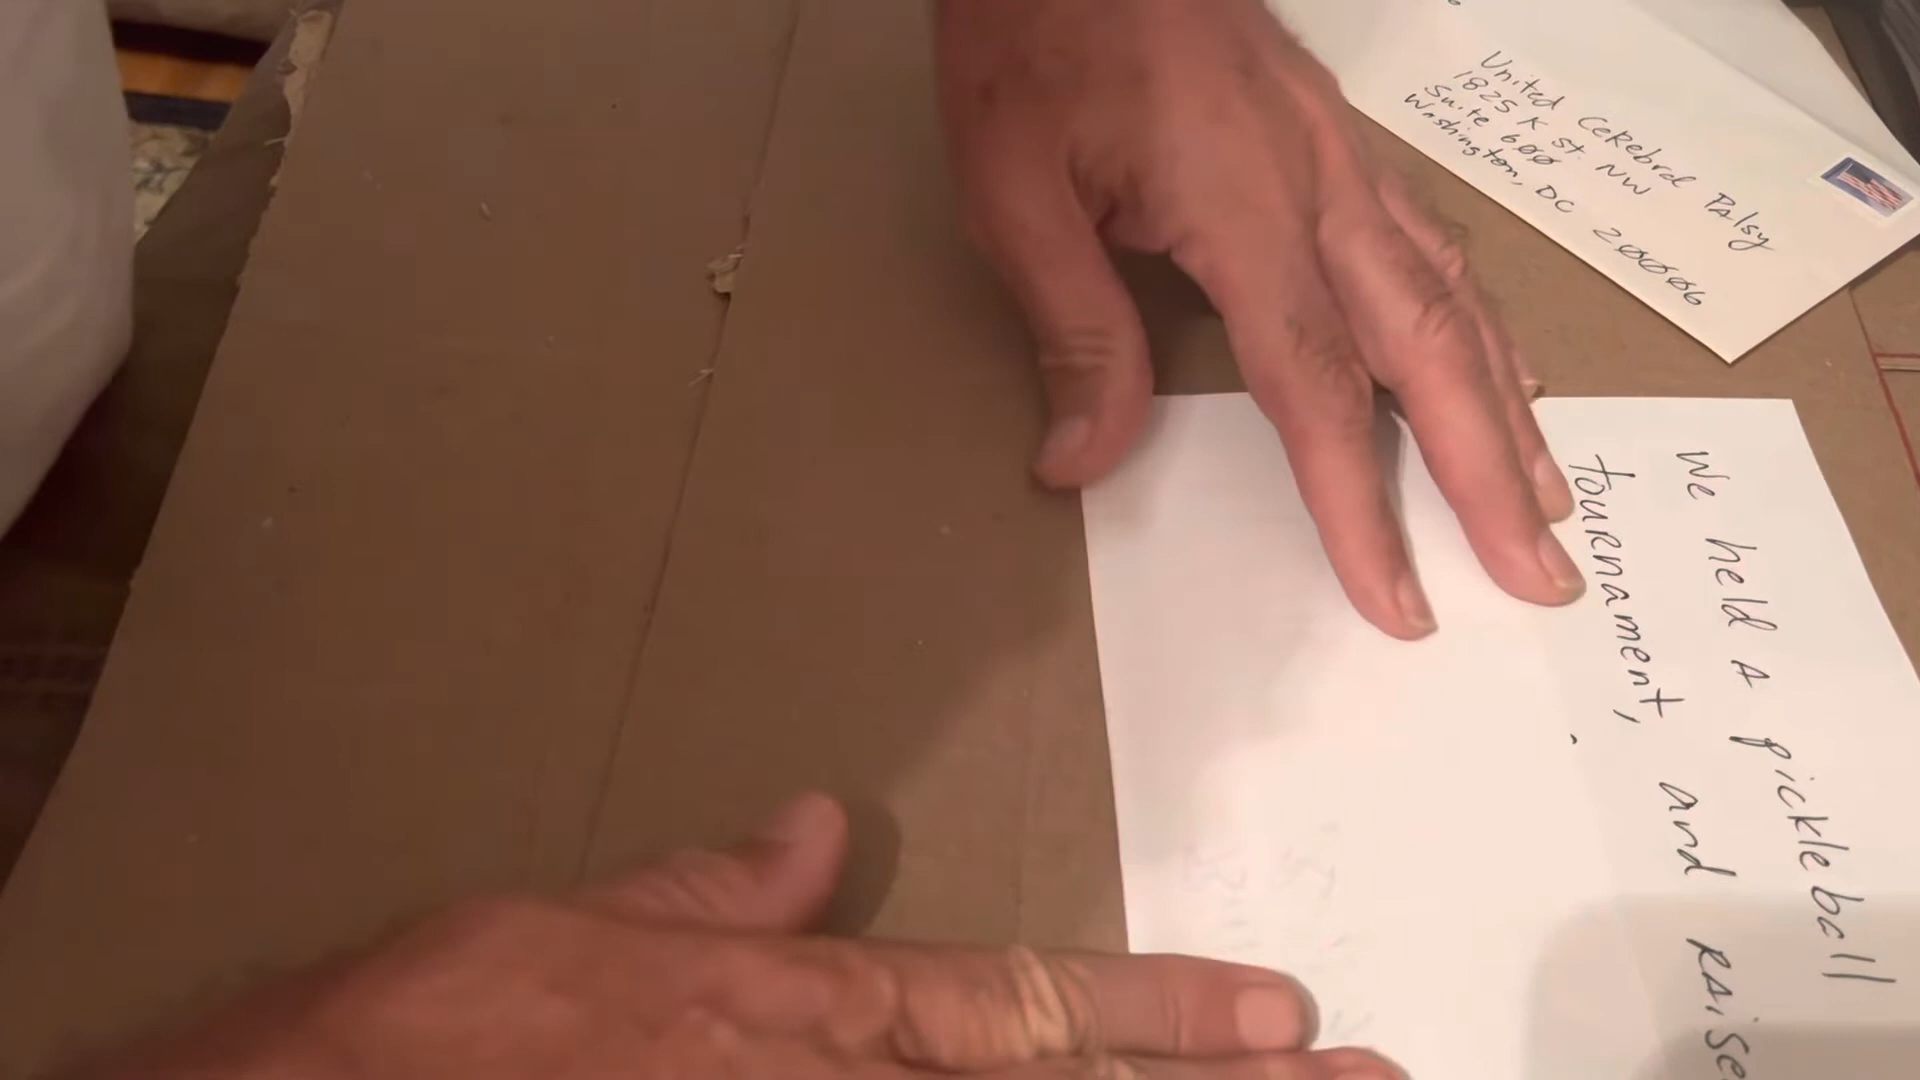 United Cerebral Palsy
1825 K St. NW
Suite 600
Washington, DC 20006
We held A pickleball
tournament, and raise